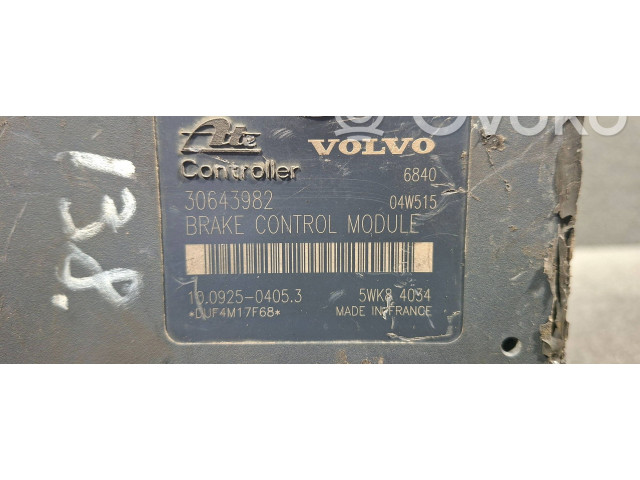 Ate VOLVO
Controller 6840
30643982 04W515
BRAKE CONTROL MODULE
10.0925-0405.3 5WK8 4034
*DUF4M17F68* MADE IN FRANCE
138.
Ovoko